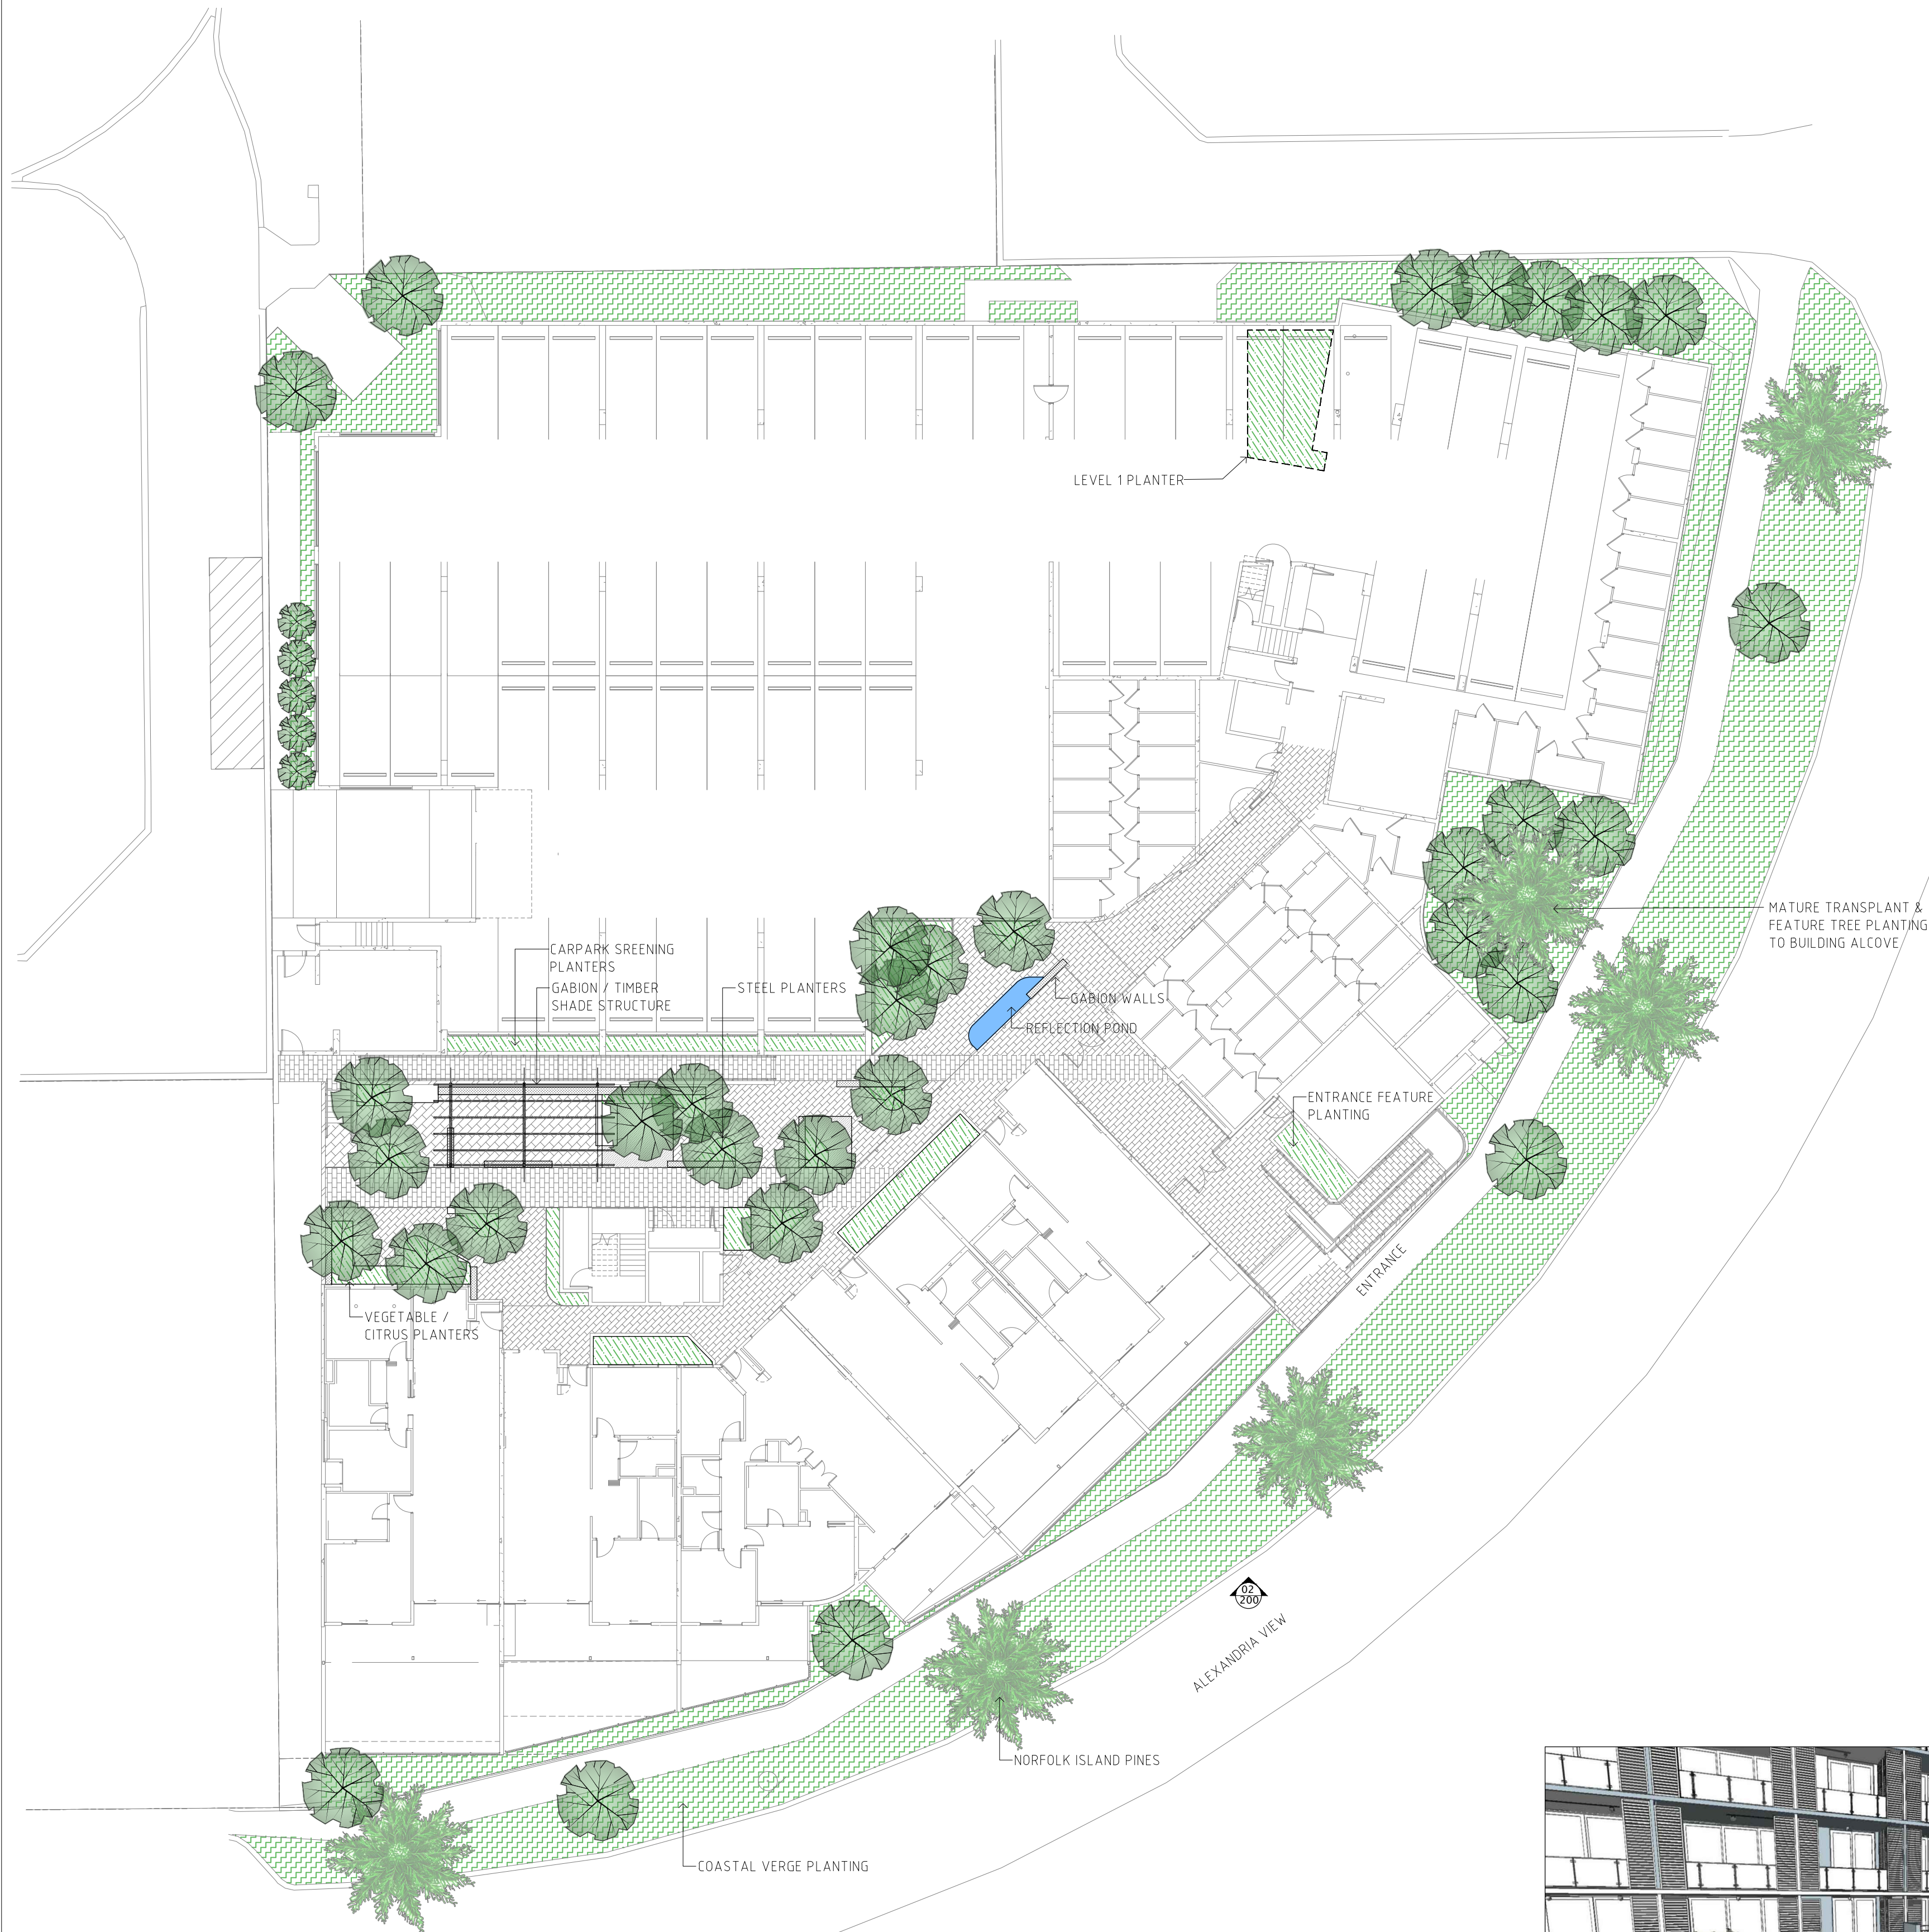 LEVEL 1 PLANTER
MATURE TRANSPLANT &
FEATURE TREE PLANTING
TO BUILDING ALCOVE
CARPARK SREENING
PLANTERS
GABION / TIMBER
SHADE STRUCTURE
STEEL PLANTERS
GABION WALLS
REFLECTION POND
ENTRANCE FEATURE
PLANTING
ENTRANCE
VEGETABLE /
CITRUS PLANTERS
02
200
ALEXANDRIA VIEW
NORFOLK ISLAND PINES
COASTAL VERGE PLANTING